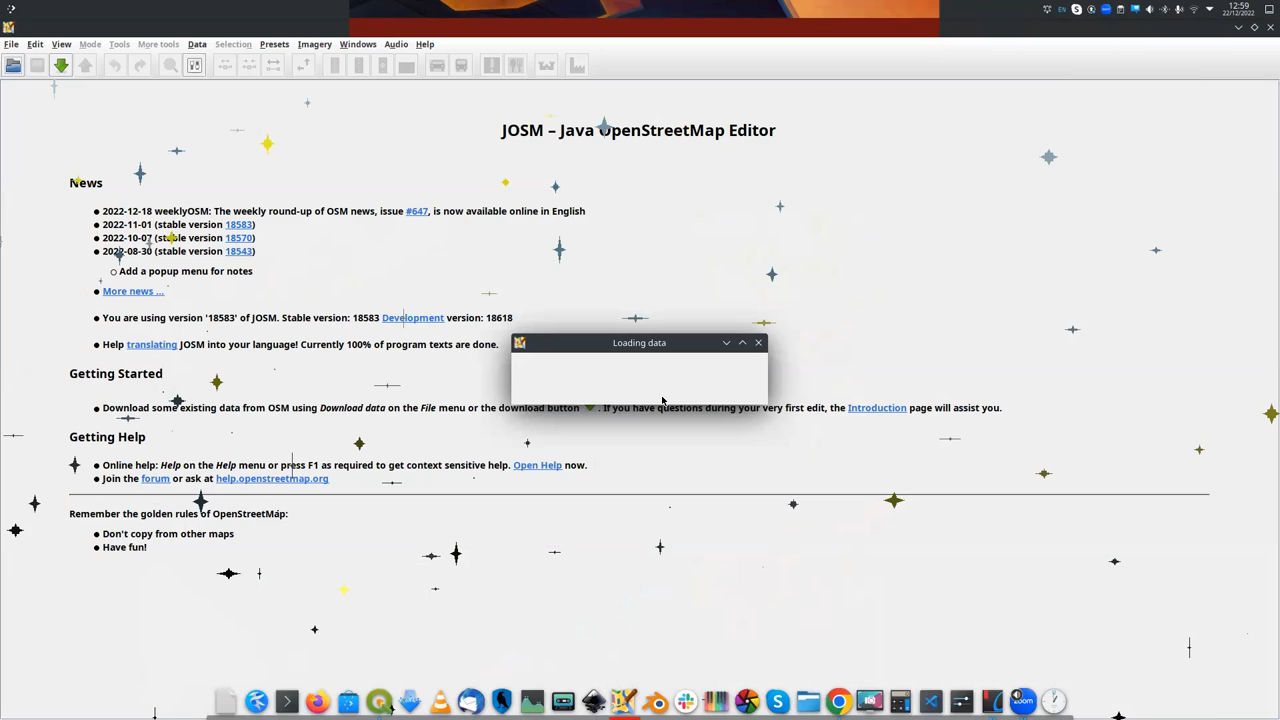 EN
12:59
22/12/2022
File Edit View Mode Tools More tools Data Selection Presets Imagery Windows Audio Help
JOSM – Java OpenStreetMap Editor
News
2022-12-18 weeklyOSM: The weekly round-up of OSM news, issue #647, is now available online in English
2022-11-01 (stable version 18583)
2022-10-07 (stable version 18570)
2022-08-30 (stable version 18543)
Add a popup menu for notes
More news ...
You are using version '18583' of JOSM. Stable version: 18583 Development version: 18618
Loading data
Help translating JOSM into your language! Currently 100% of program texts are done.
Getting Started
Download some existing data from OSM using Download data on the File menu or the download button . If you have questions during your very first edit, the Introduction page will assist you.
Getting Help
Online help: Help on the Help menu or press F1 as required to get context sensitive help. Open Help now.
Join the forum or ask at help.openstreetmap.org
Remember the golden rules of OpenStreetMap:
Don't copy from other maps
Have fun!